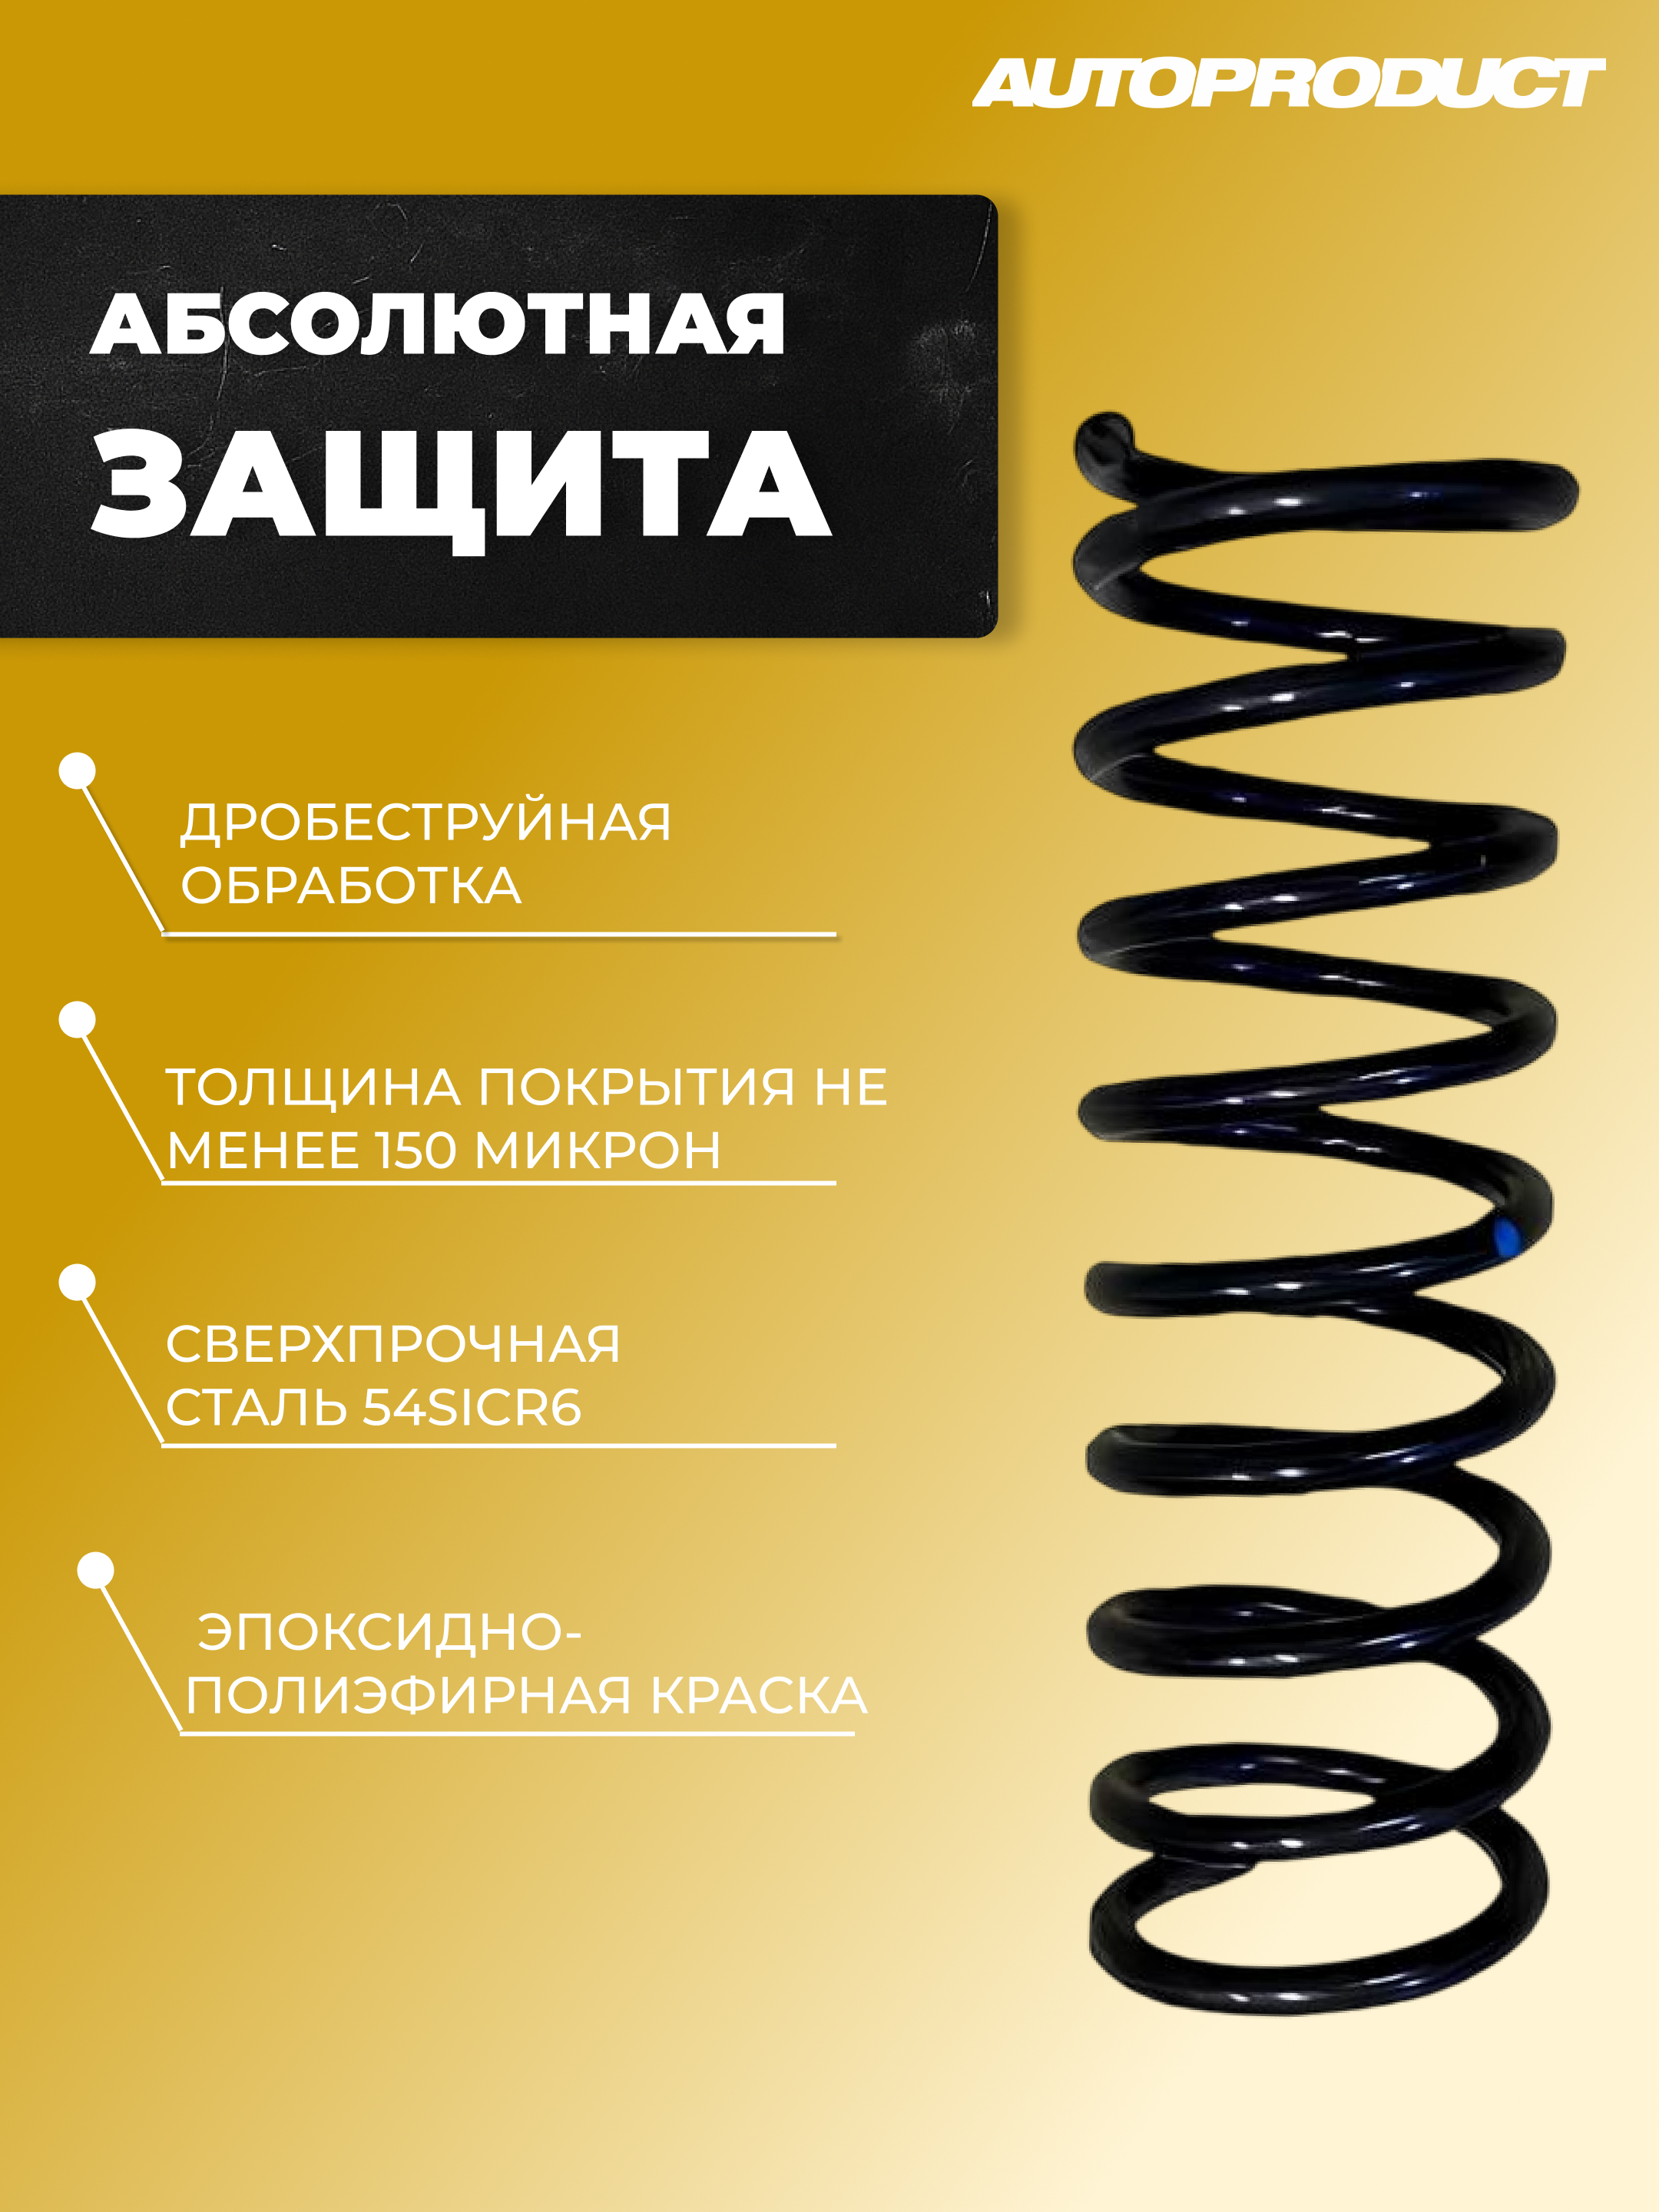 AUTOPRODUCT
АБСОЛЮТНАЯ
ЗАЩИТА
ДРОБЕСТРУЙНАЯ
ОБРАБОТКА
ТОЛЩИНА ПОКРЫТИЯ НЕ
МЕНЕЕ 150 МИКРОН
СВЕРХПРОЧНАЯ
СТАЛЬ 54SICR6
ЭПОКСИДНО-
ПОЛИЭФИРНАЯ КРАСКА